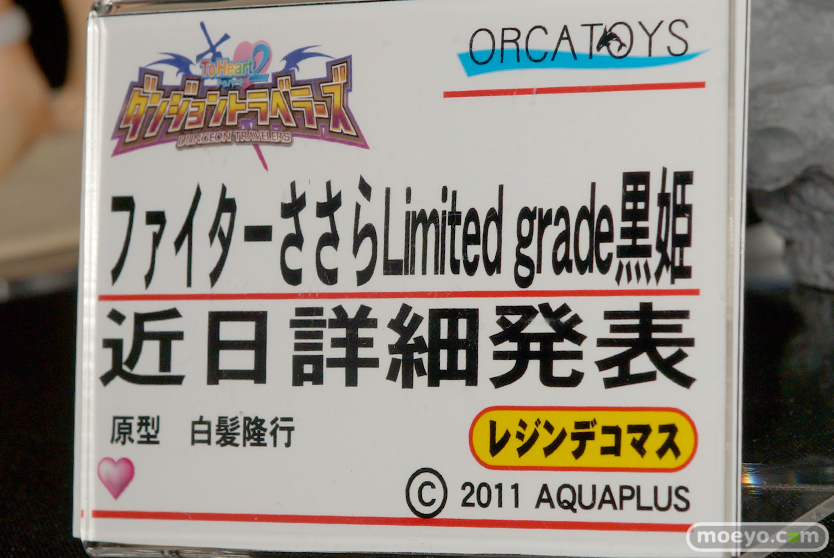 ORCATOYS
ToHeart2
ダンジョントラベラーズ
DUNGEON TRAVELERS
ファイターささらLimited grade黒姫
近日詳細発表
原型 白髪隆行
レジンデコマス
© 2011 AQUAPLUS
moeyo.com